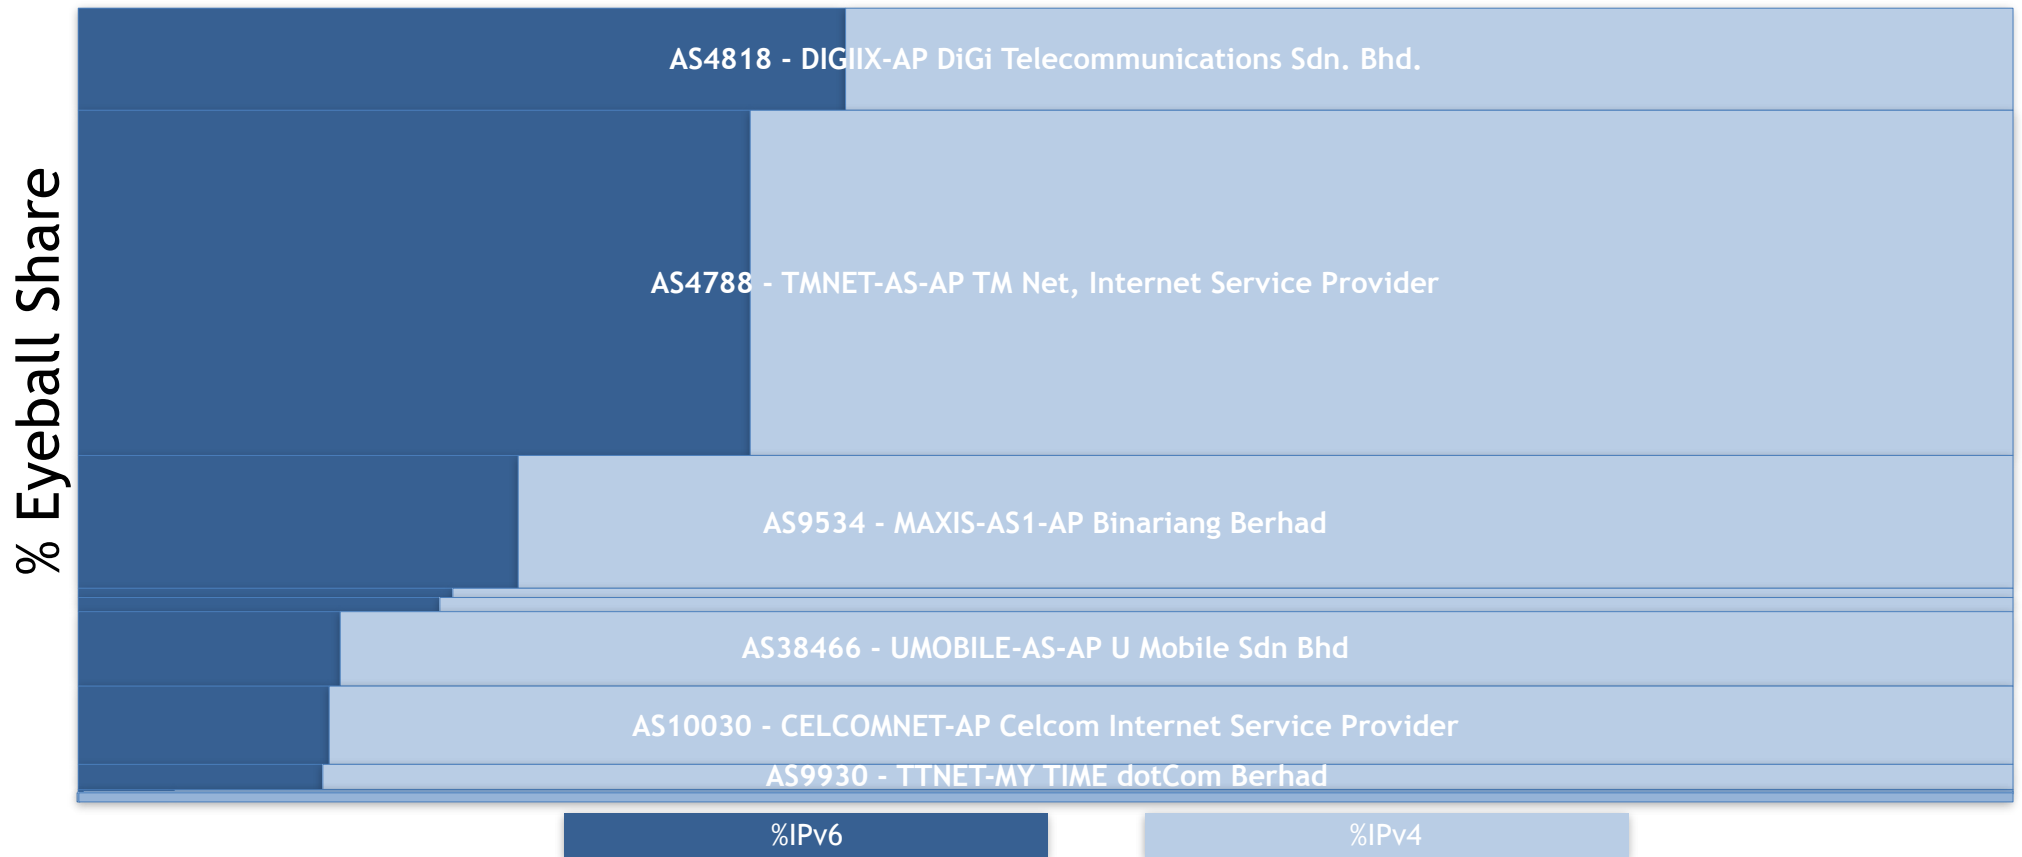 % Eyeball Share
AS4818 - DIGIIX-AP DiGi Telecommunications Sdn. Bhd.
AS4788 - TMNET-AS-AP TM Net, Internet Service Provider
AS9534 - MAXIS-AS1-AP Binariang Berhad
AS38466 - UMOBILE-AS-AP U Mobile Sdn Bhd
AS10030 - CELCOMNET-AP Celcom Internet Service Provider
AS9930 - TTNET-MY TIME dotCom Berhad
%IPv6
%IPv4